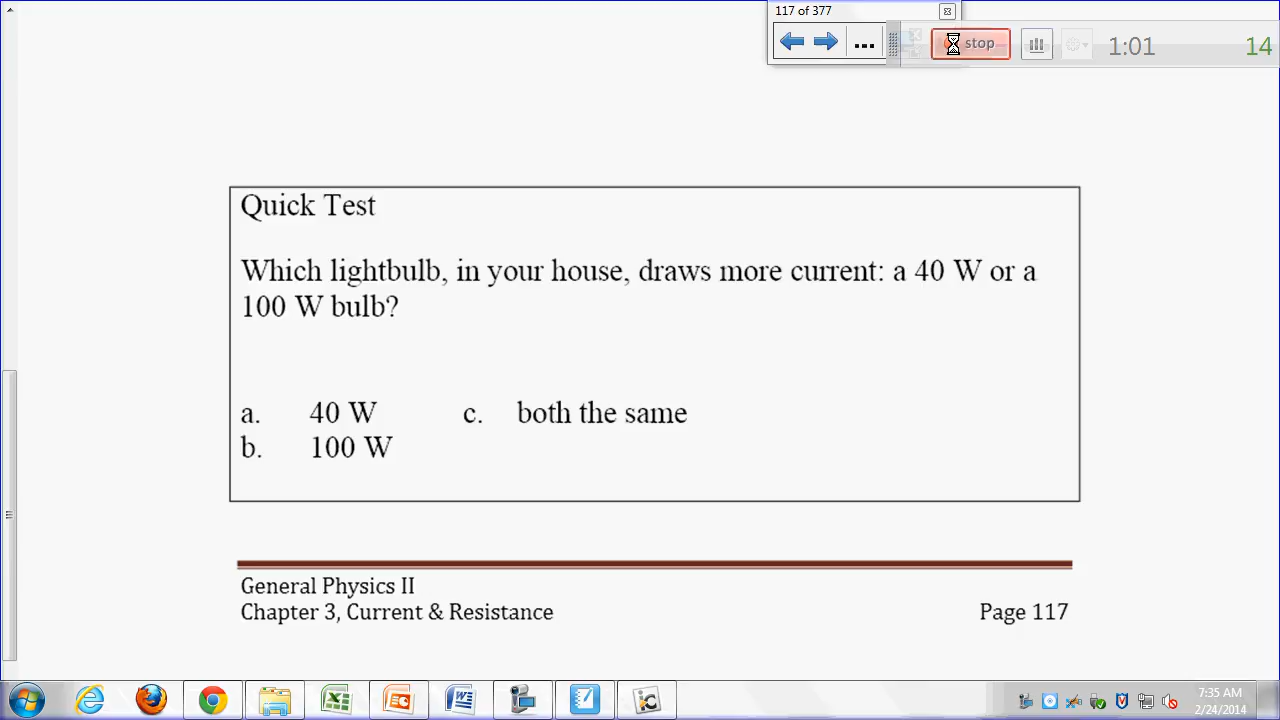 117 of 377
...
stop
1:01
14
Quick Test
Which lightbulb, in your house, draws more current: a 40 W or a
100 W bulb?
a. 40 W c. both the same
b. 100 W
General Physics II
Chapter 3, Current & Resistance Page 117
7:35 AM
2/24/2014